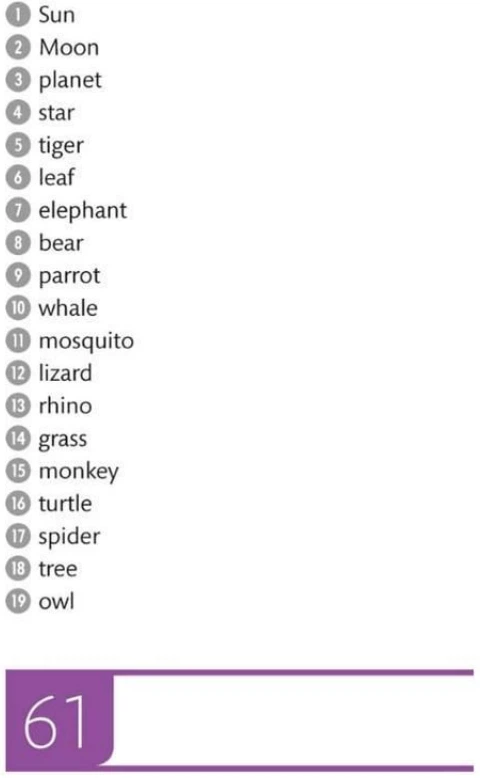 1 Sun
2 Moon
3 planet
4 star
5 tiger
6 leaf
7 elephant
8 bear
9 parrot
10 whale
11 mosquito
12 lizard
13 rhino
14 grass
15 monkey
16 turtle
17 spider
18 tree
19 owl
61